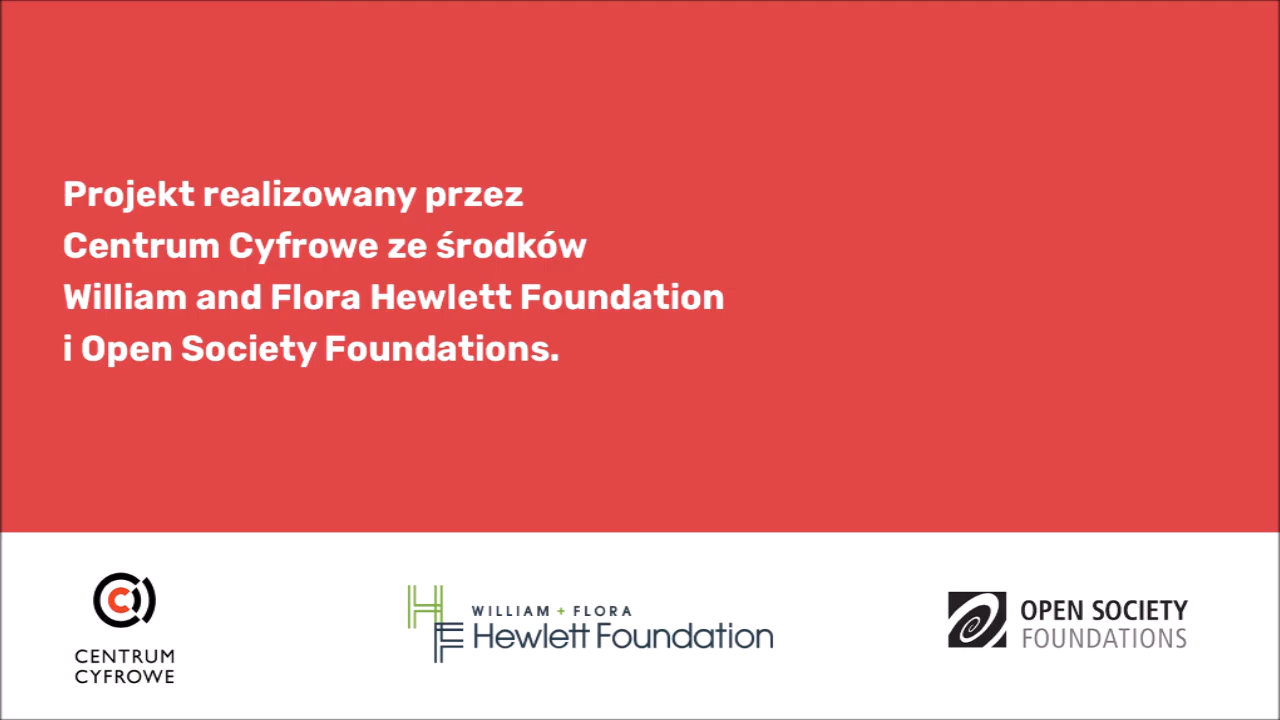 Projekt realizowany przez
Centrum Cyfrowe ze środków
William and Flora Hewlett Foundation
i Open Society Foundations.
CENTRUM
CYFROWE
WILLIAM + FLORA
Hewlett Foundation
OPEN SOCIETY
FOUNDATIONS